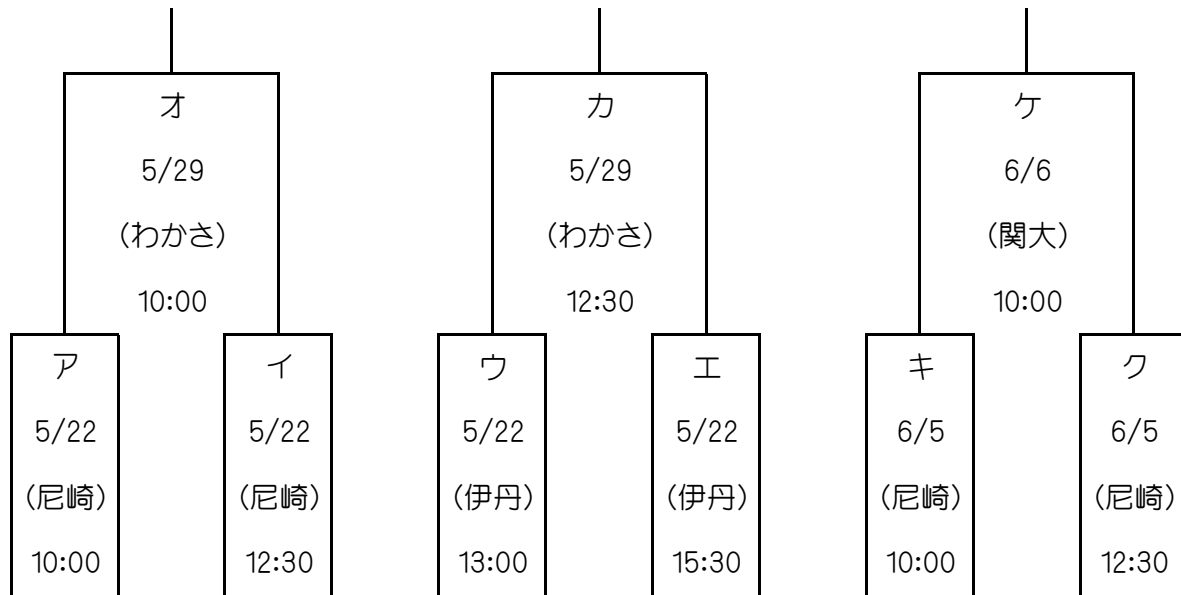 オ
5/29
(わかさ)
10:00
カ
5/29
(わかさ)
12:30
ケ
6/6
(関大)
10:00
ア
5/22
(尼崎)
10:00
イ
5/22
(尼崎)
12:30
ウ
5/22
(伊丹)
13:00
エ
5/22
(伊丹)
15:30
キ
6/5
(尼崎)
10:00
ク
6/5
(尼崎)
12:30